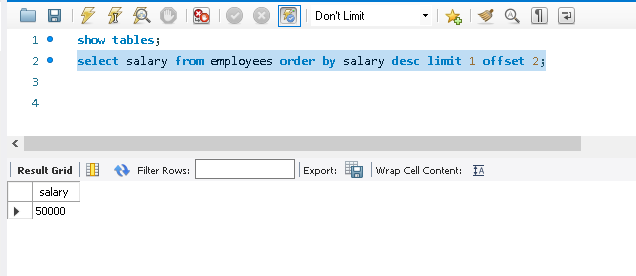 Don't Limit
1 show tables;
2 select salary from employees order by salary desc limit 1 offset 2;
3
4
Result Grid Filter Rows: Export: Wrap Cell Content:
salary
50000